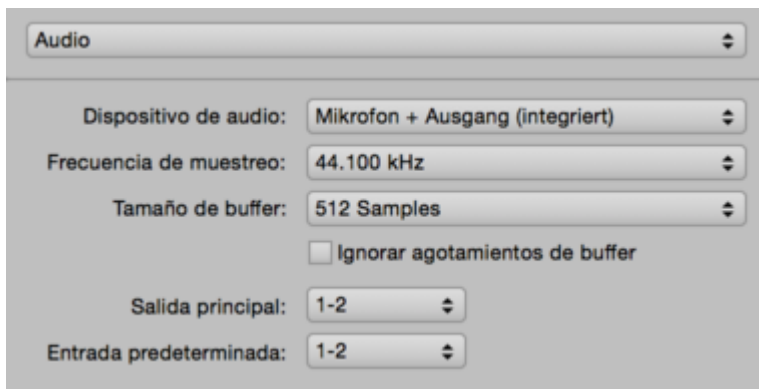 Audio
Dispositivo de audio: Mikrofon + Ausgang (integriert)
Frecuencia de muestreo: 44.100 kHz
Tamaño de buffer: 512 Samples
Ignorar agotamientos de buffer
Salida principal: 1-2
Entrada predeterminada: 1-2